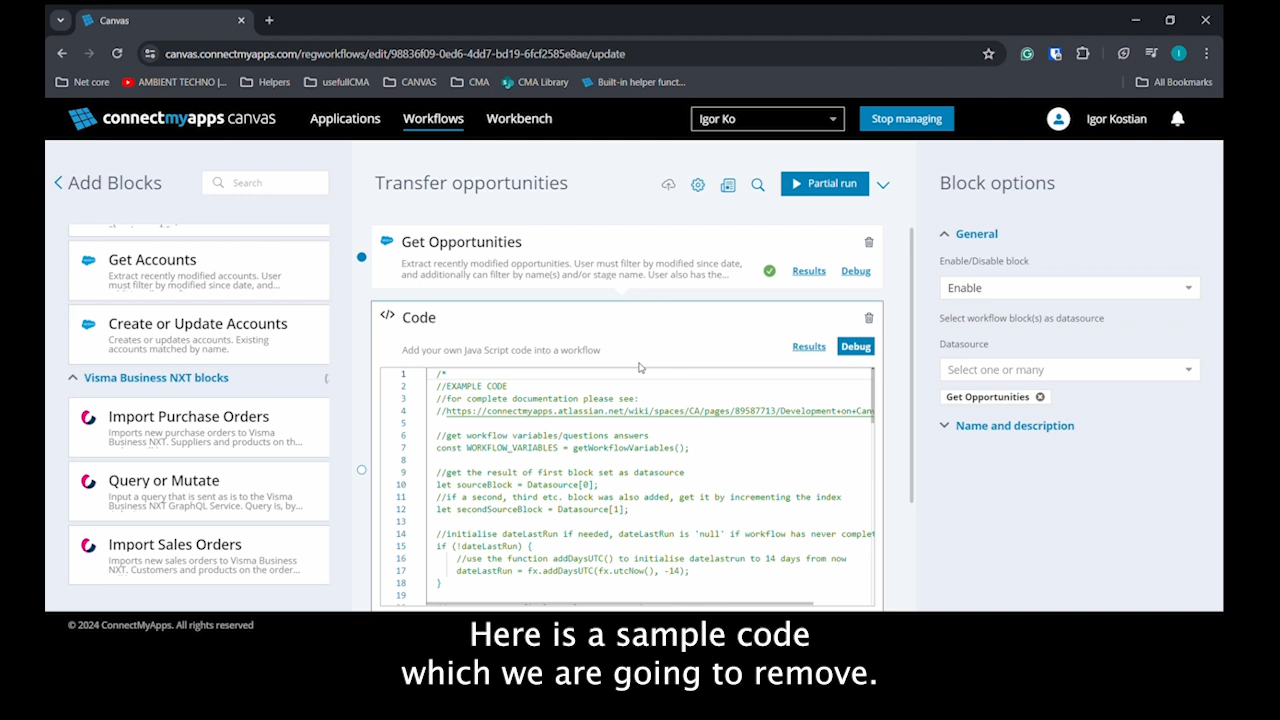 Canvas
canvas.connectmyapps.com/regworkflows/edit/98836f09-0ed6-4dd7-bd19-6fcf2585e8ae/update
Net core
AMBIENT TECHNO |...
Helpers
usefullCMA
CANVAS
CMA
CMA Library
Built-in helper funct...
All Bookmarks
connectmyapps canvas
Applications
Workflows
Workbench
Igor Ko
Stop managing
Igor Kostian
Add Blocks
Search
Get Accounts
Extract recently modified accounts. User
must filter by modified since date,
and additionally can filter by name(s)
Create or Update Accounts
Creates or updates accounts. Existing
accounts matched by name.
Visma Business NXT blocks
Import Purchase Orders
Imports new purchase orders to Visma
Business NXT. Suppliers and products on th...
Query or Mutate
Input a query that is sent as is to the Visma
Business NXT GraphQL Service. Query is, by...
Import Sales Orders
Imports new sales orders to Visma Business
NXT. Customers and products on the order...
Transfer opportunities
Partial run
Get Opportunities
Extract recently modified opportunities. User must filter by modified since date,
and additionally can filter by name(s) and/or stage name. User also has the...
Results
Debug
</> Code
Add your own Java Script code into a workflow
Results
Debug
1 /*
2 //EXAMPLE CODE
3 //for complete documentation please see:
4 //https://connectmyapps.atlassian.net/wiki/spaces/CA/pages/89587713/Development+on+Can
5
6 //get workflow variables/questions answers
7 const WORKFLOW_VARIABLES = getWorkflowVariables();
8
9 //get the result of first block set as datasource
10 let sourceBlock = Datasource[0];
11 //if a second, third etc. block was also added, get it by incrementing the index
12 let secondSourceBlock = Datasource[1];
13
14 //initialise dateLastRun if needed, dateLastRun is 'null' if workflow has never complet
15 if (!dateLastRun) {
16 //use the function addDaysUTC() to initialise datelastrun to 14 days from now
17 dateLastRun = fx.addDaysUTC(fx.utcNow(), -14);
18 }
19
Block options
General
Enable/Disable block
Enable
Select workflow block(s) as datasource
Datasource
Select one or many
Get Opportunities
Name and description
© 2024 ConnectMyApps. All rights reserved
Here is a sample code
which we are going to remove.